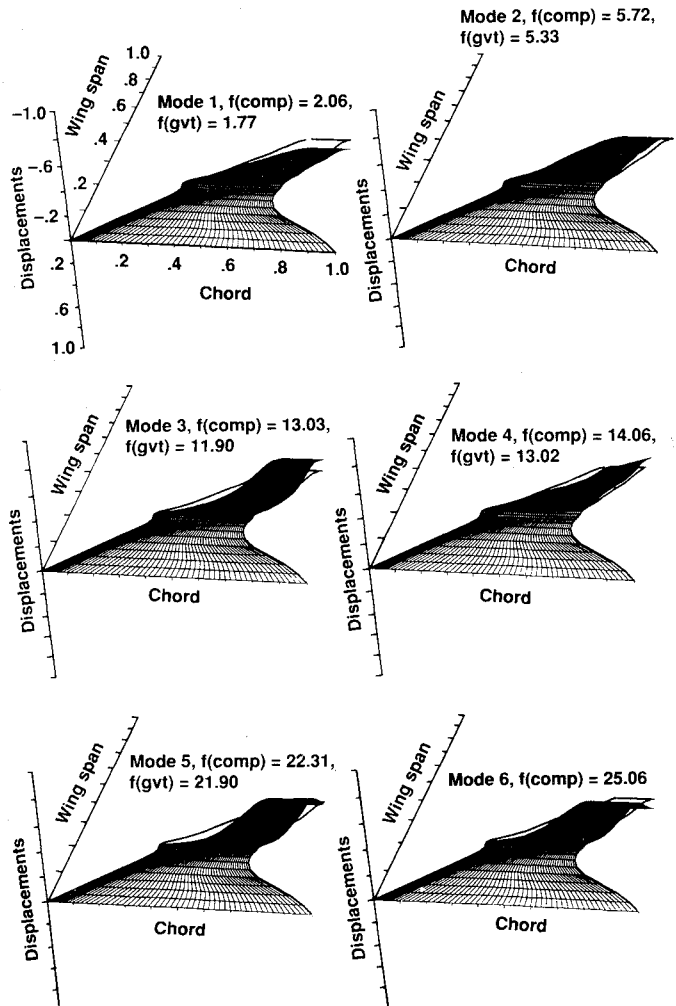 Mode 1, f(comp) = 2.06,
f(gvt) = 1.77
Wing span
1.0
.8
.6
.4
.2
Displacements
-1.0
-.6
-.2
.2
.6
1.0
.2
.4
.6
.8
1.0
Chord
Mode 2, f(comp) = 5.72,
f(gvt) = 5.33
Wing span
Displacements
Chord
Mode 3, f(comp) = 13.03,
f(gvt) = 11.90
Wing span
Displacements
Chord
Mode 4, f(comp) = 14.06,
f(gvt) = 13.02
Wing span
Displacements
Chord
Mode 5, f(comp) = 22.31,
f(gvt) = 21.90
Wing span
Displacements
Chord
Mode 6, f(comp) = 25.06
Wing span
Displacements
Chord